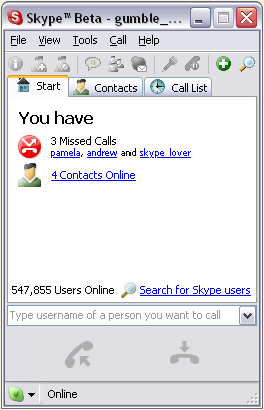 Skype™ Beta - gumble_...
File View Tools Call Help
Start Contacts Call List
You have
3 Missed Calls
pamela, andrew and skype_lover
4 Contacts Online
547,855 Users Online Search for Skype users
Type username of a person you want to call
Online